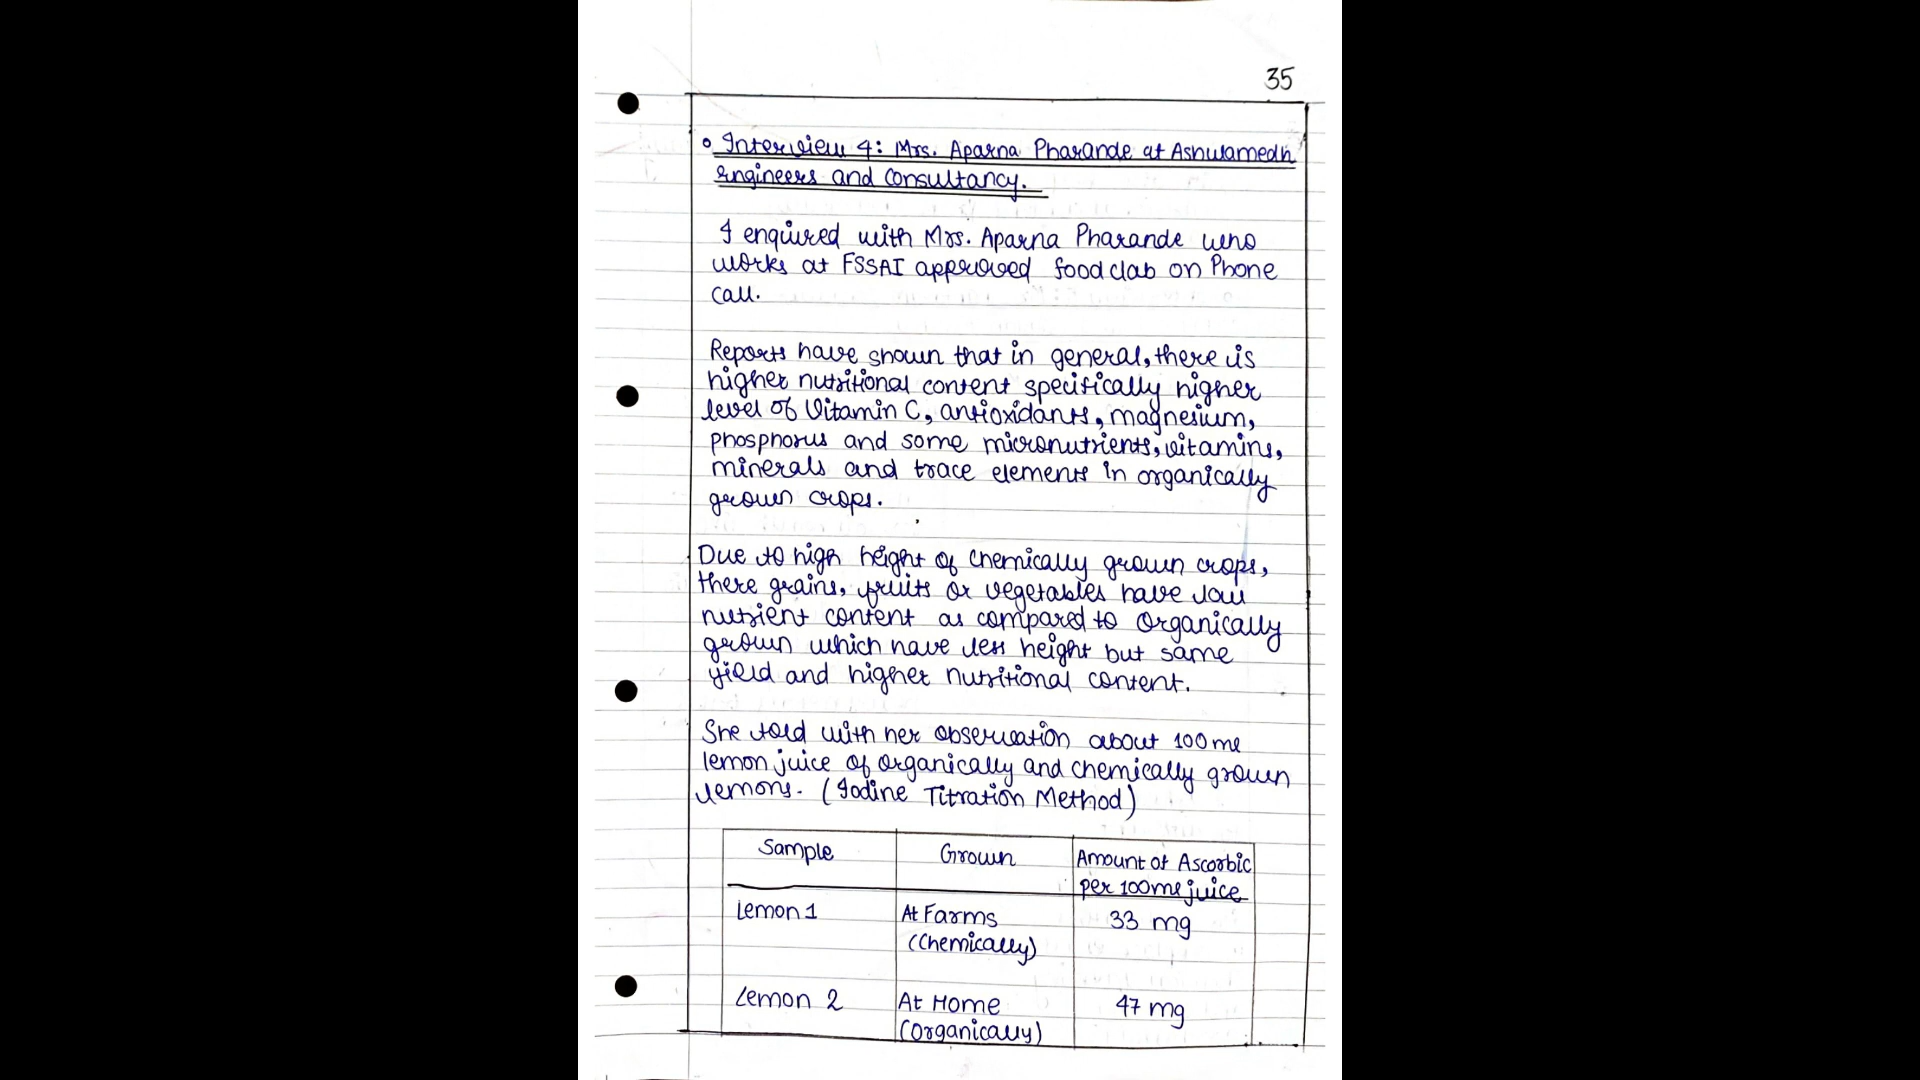 35
Interview 4: Mrs. Aparna Pharande at Ashwamedh
Engineers and Consultancy.
I enquired with Mrs. Aparna Pharande who
works at FSSAI approved food lab on Phone
call.
Reports have shown that in general, there is
higher nutritional content specifically higher
level of Vitamin C, antioxidants, magnesium,
phosphorus and some micronutrients, vitamins,
minerals and trace elements in organically
grown crops.
Due to high height of chemically grown crops,
there grains, fruits or vegetables have low
nutrient content as compared to organically
grown which have less height but same
yield and higher nutritional content.
She told with her observation about 100ml
lemon juice of organically and chemically grown
lemons. (Iodine Titration Method)
Sample Grown Amount of Ascorbic
per 100ml juice
Lemon 1 At Farms 33 mg
(Chemically)
Lemon 2 At Home 47 mg
(Organically)